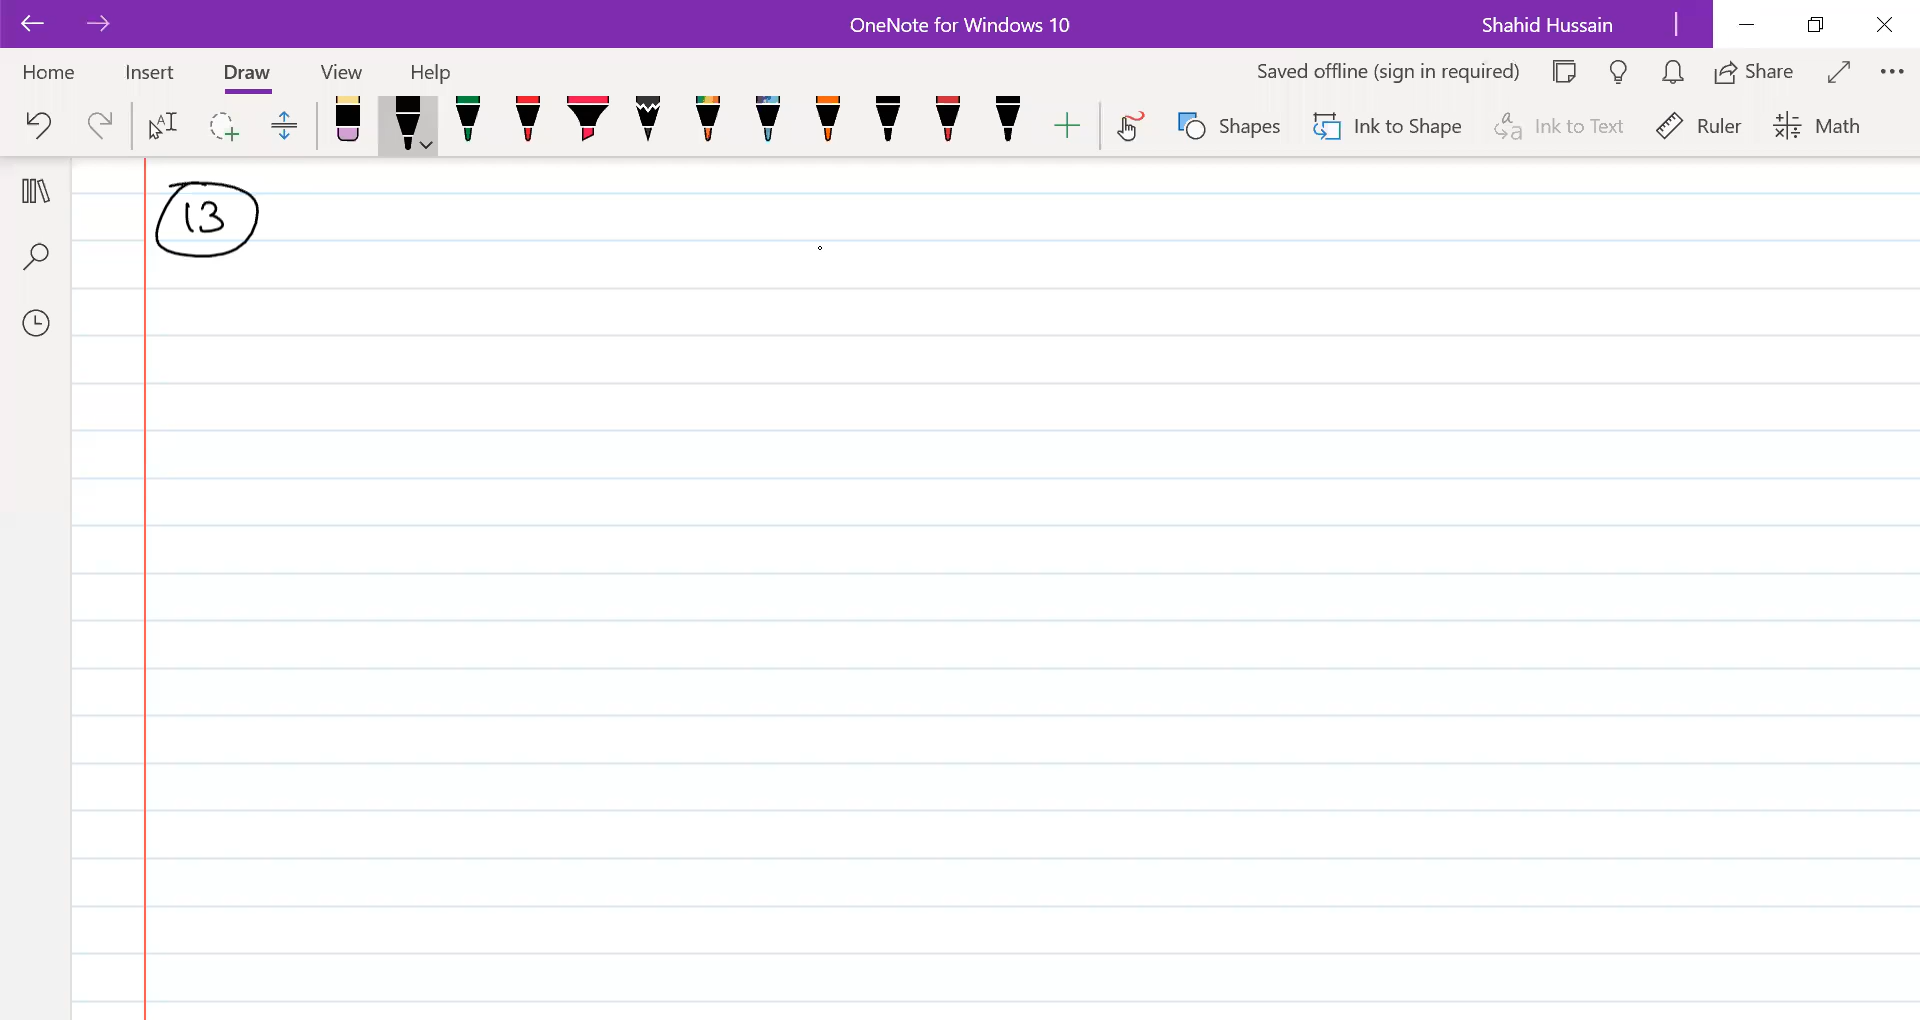 OneNote for Windows 10 Shahid Hussain
Home Insert Draw View Help Saved offline (sign in required) Share
Shapes Ink to Shape Ink to Text Ruler Math
13